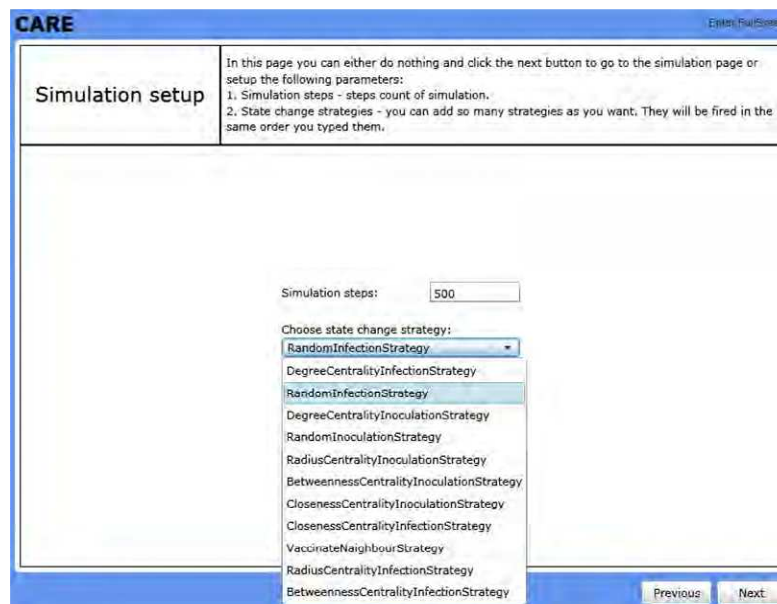 CARE
Enter FullScre
Simulation setup
In this page you can either do nothing and click the next button to go to the simulation page or
setup the following parameters:
1. Simulation steps - steps count of simulation.
2. State change strategies - you can add so many strategies as you want. They will be fired in the
same order you typed them.
Simulation steps:
500
Choose state change strategy:
RandomInfectionStrategy
DegreeCentralityInfectionStrategy
RandomInfectionStrategy
DegreeCentralityInoculationStrategy
RandomInoculationStrategy
RadiusCentralityInoculationStrategy
BetweennessCentralityInoculationStrategy
ClosenessCentralityInoculationStrategy
ClosenessCentralityInfectionStrategy
VaccinateNaighbourStrategy
RadiusCentralityInfectionStrategy
BetweennessCentralityInfectionStrategy
Previous
Next